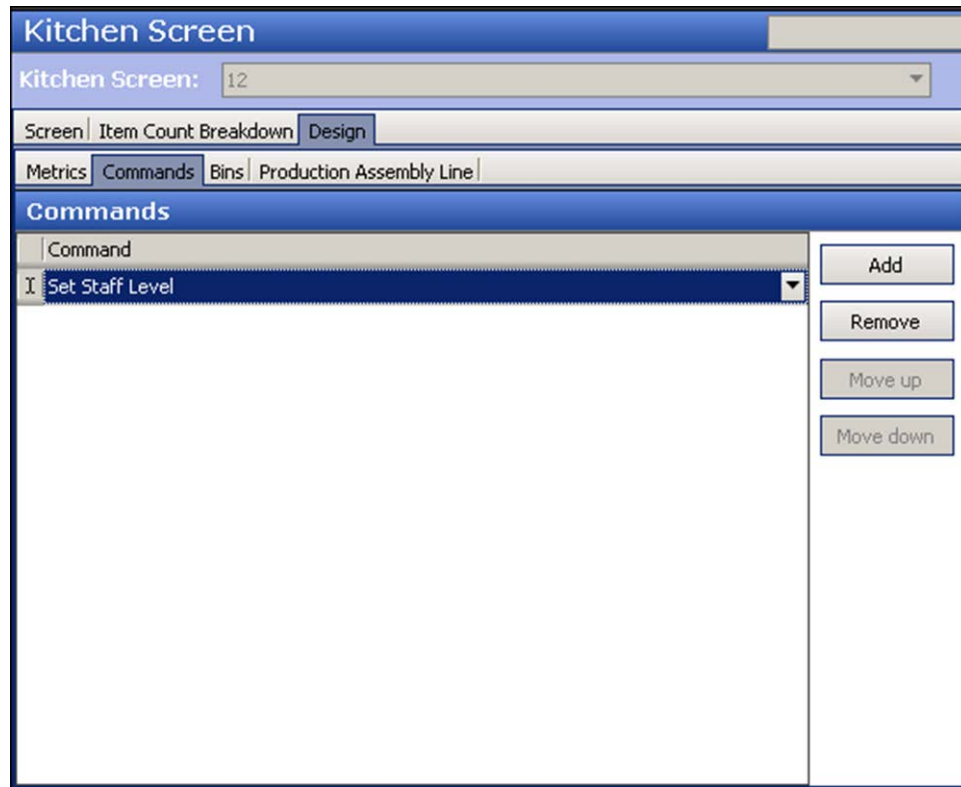 Kitchen Screen
Kitchen Screen: 12
Screen Item Count Breakdown Design
Metrics Commands Bins Production Assembly Line
Commands
Command
Set Staff Level
Add
Remove
Move up
Move down